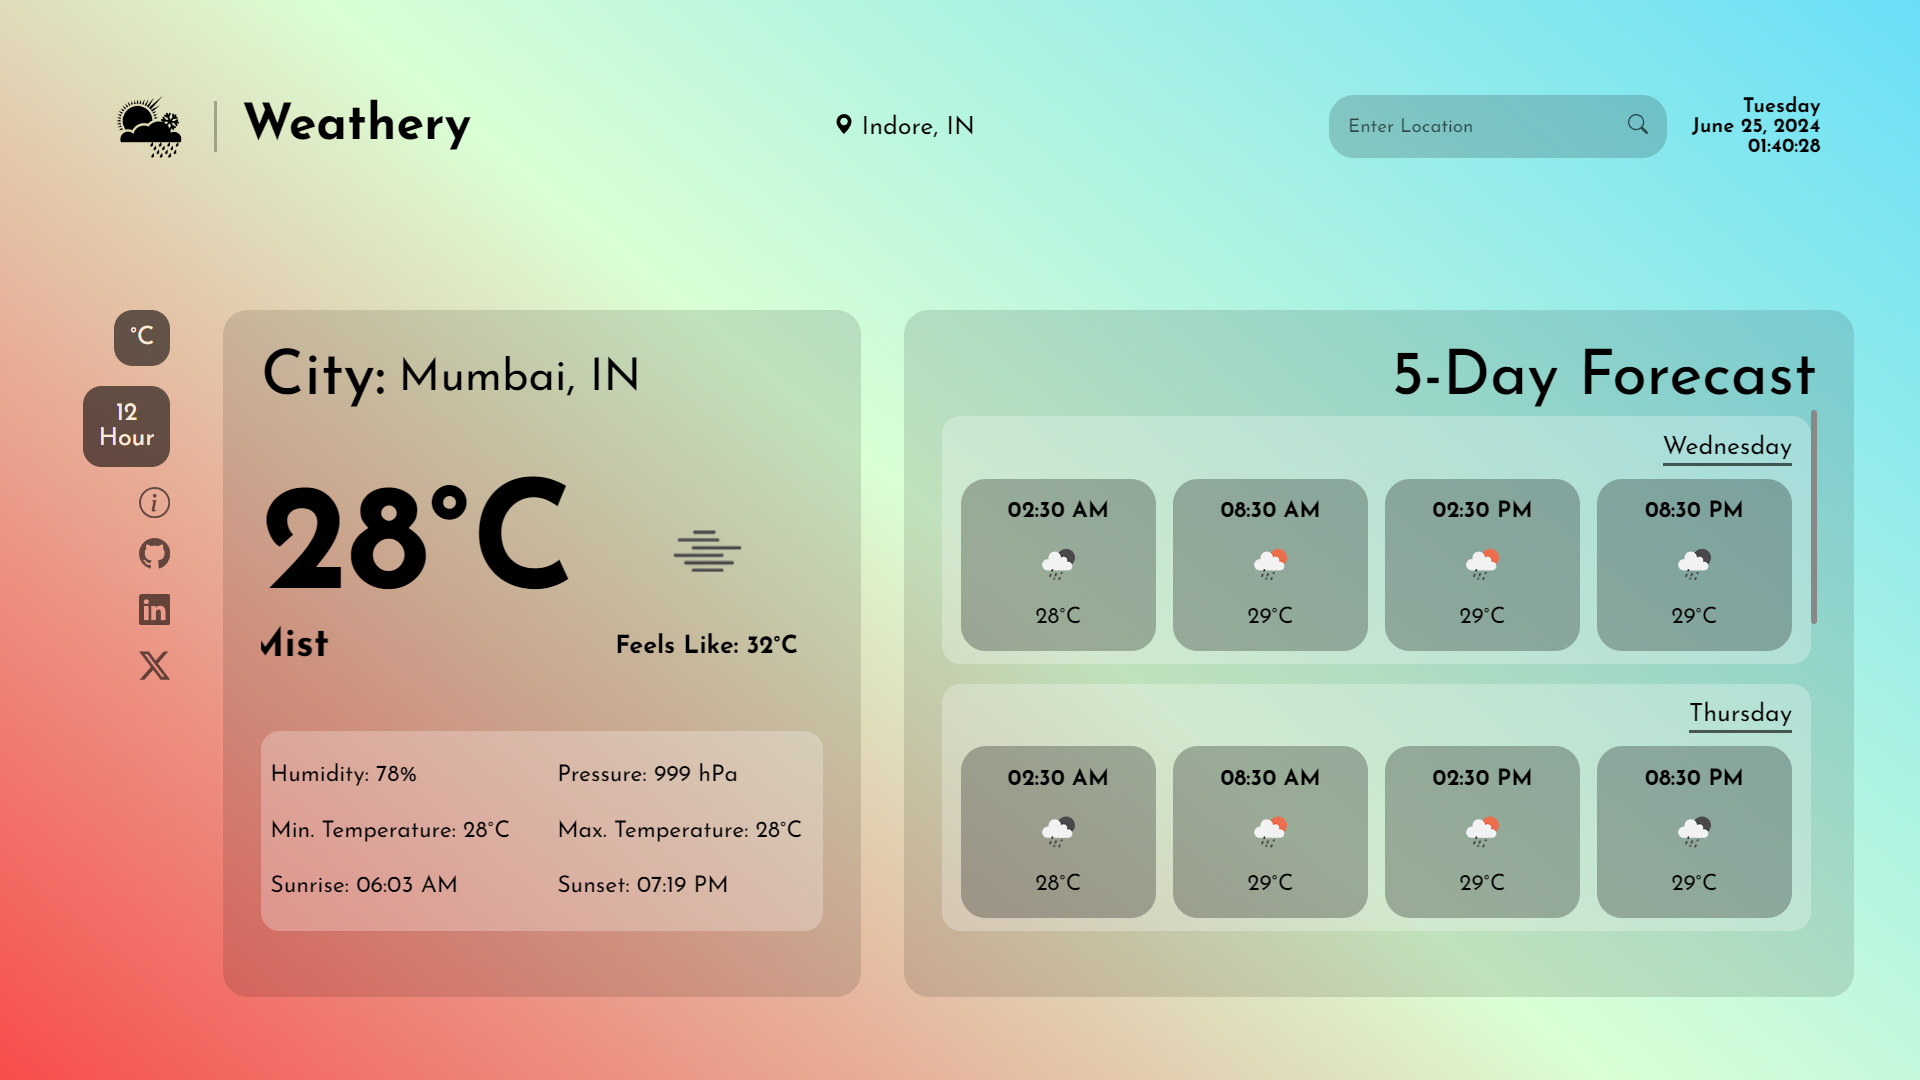 Weathery
Indore, IN
Enter Location
Tuesday
June 25, 2024
01:40:28
°C
12
Hour
City: Mumbai, IN
28°C
Mist
Feels Like: 32°C
Humidity: 78%
Pressure: 999 hPa
Min. Temperature: 28°C
Max. Temperature: 28°C
Sunrise: 06:03 AM
Sunset: 07:19 PM
5-Day Forecast
Wednesday
02:30 AM
08:30 AM
02:30 PM
08:30 PM
28°C
29°C
29°C
29°C
Thursday
02:30 AM
08:30 AM
02:30 PM
08:30 PM
28°C
29°C
29°C
29°C